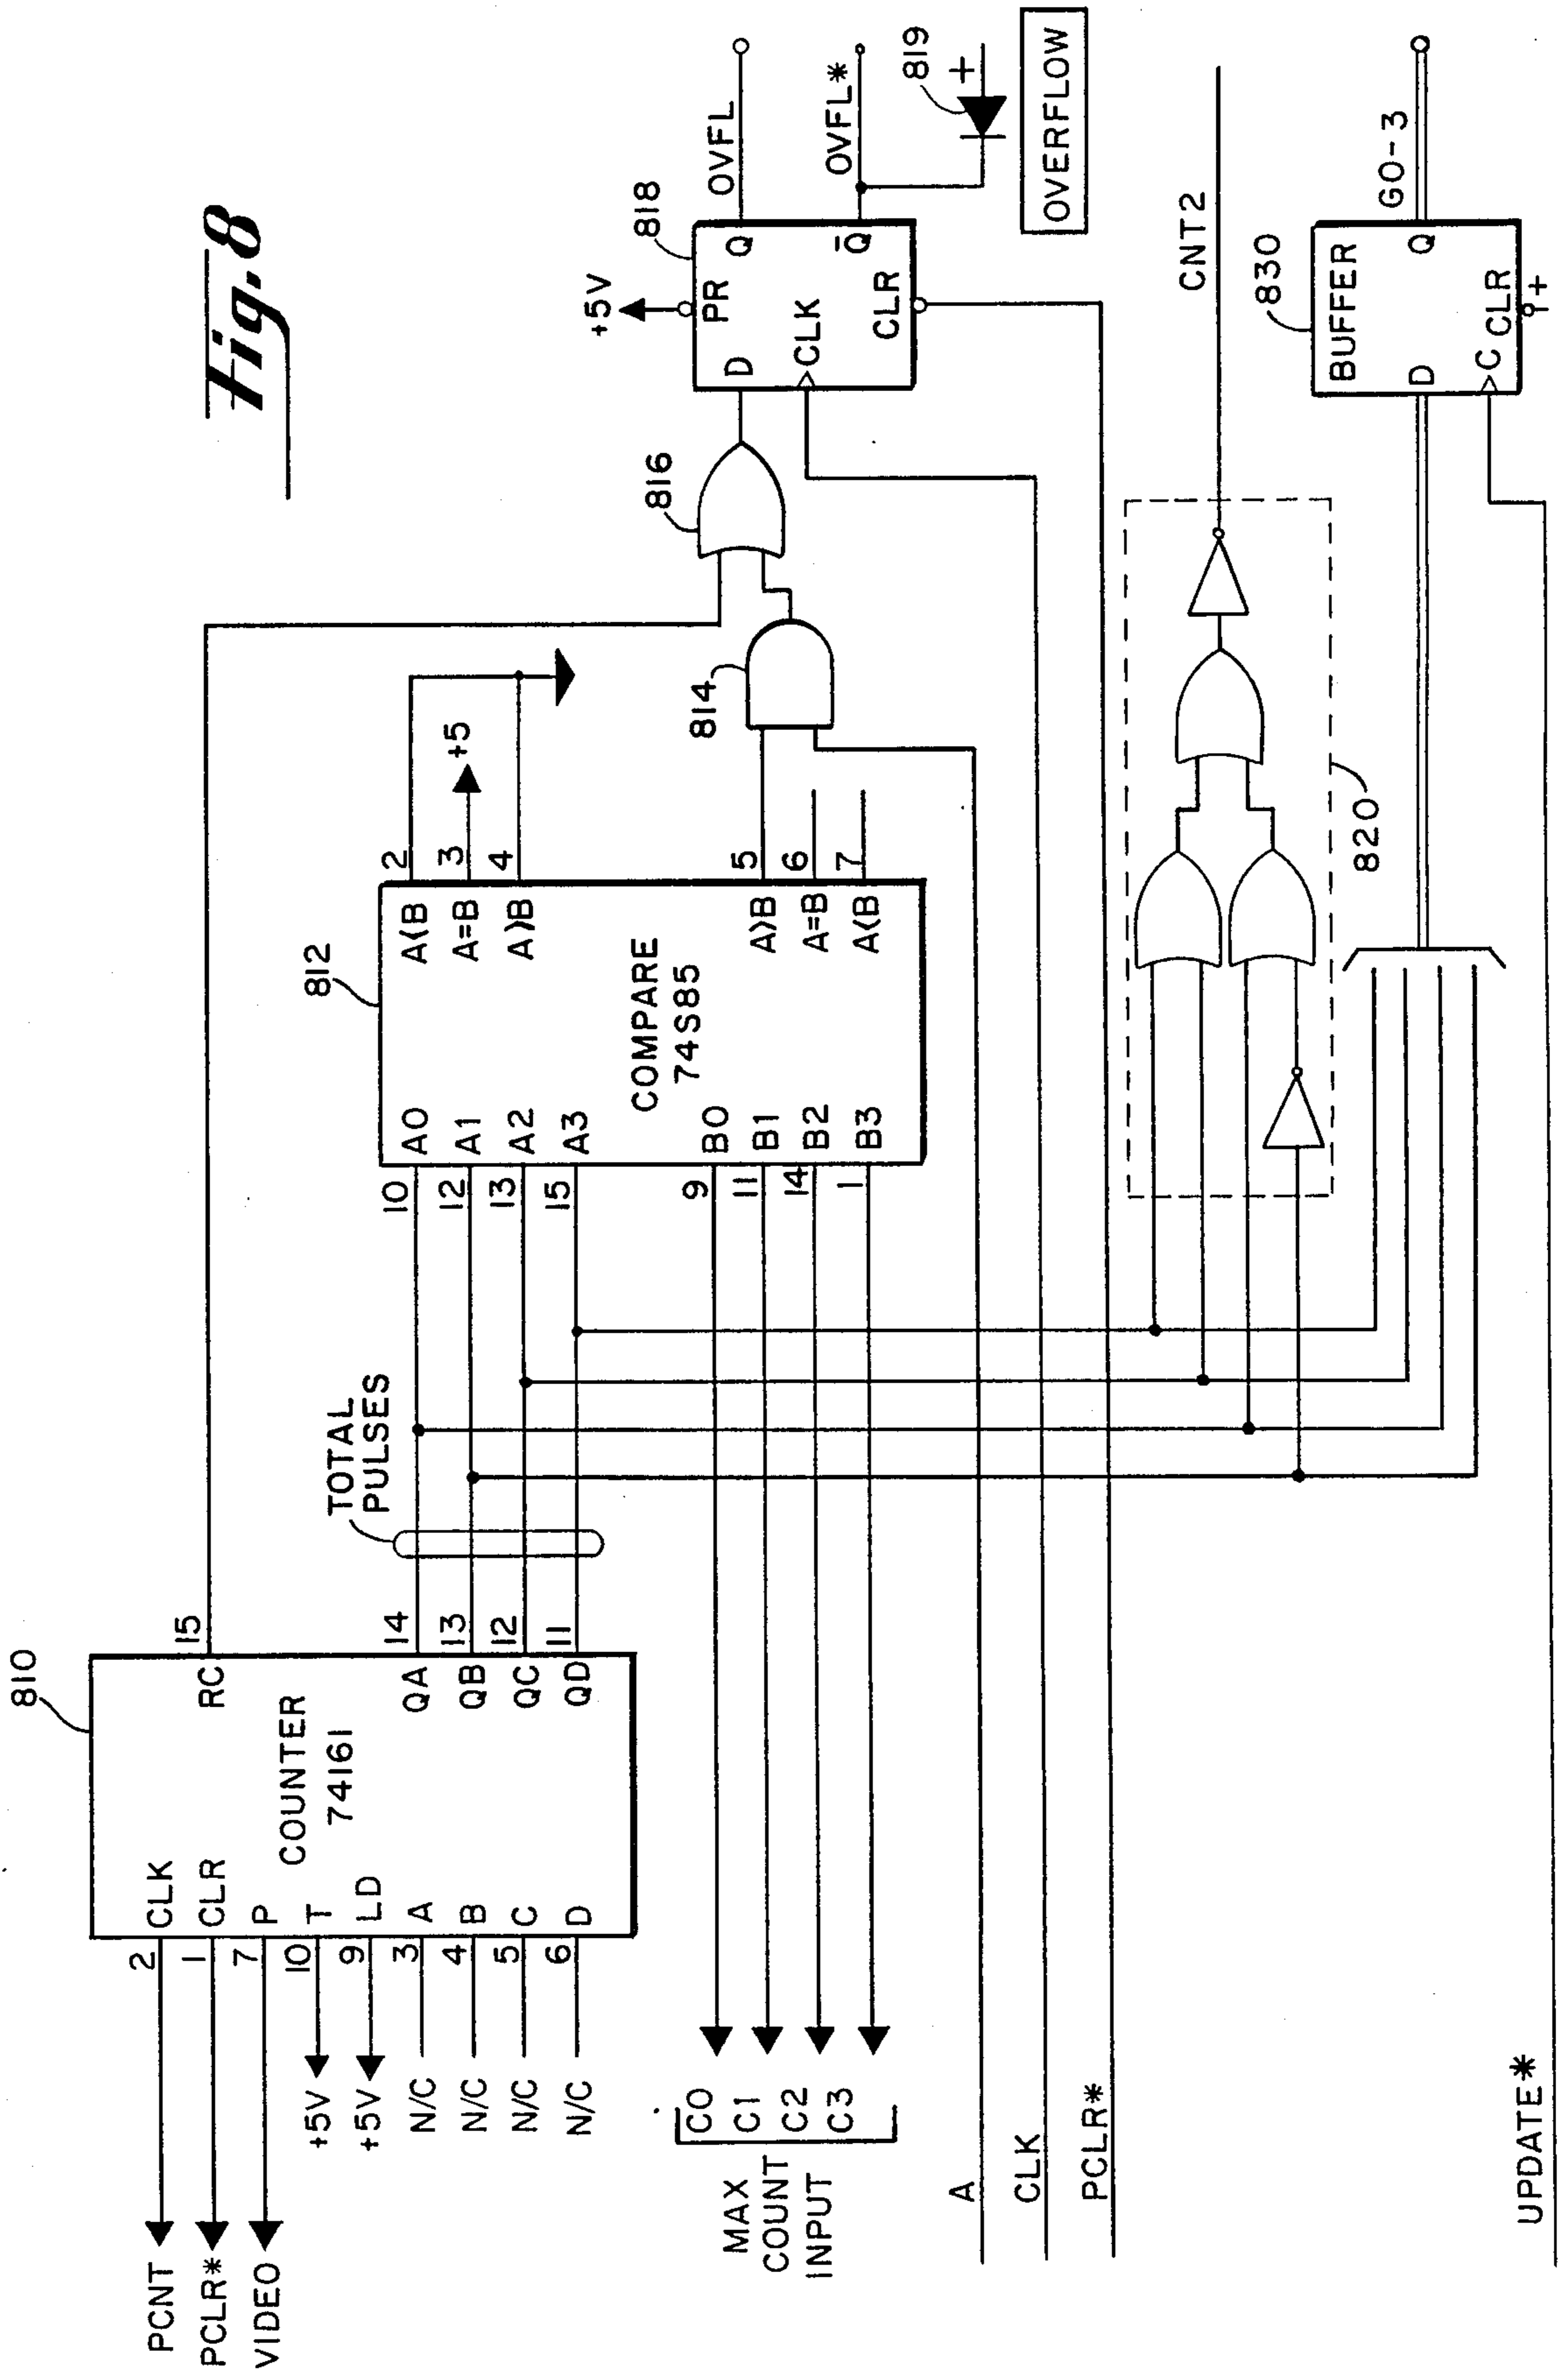 Fig. 8
810
PCNT
PCLR*
VIDEO
+5V
+5V
N/C
N/C
N/C
N/C
2
1
7
10
9
3
4
5
6
CLK
CLR
P
T
LD
A
B
C
D
COUNTER
74161
RC
QA
QB
QC
QD
15
14
13
12
11
TOTAL
PULSES
MAX
COUNT
INPUT
C0
C1
C2
C3
10
12
13
15
9
11
14
1
812
A0
A1
A2
A3
B0
B1
B2
B3
COMPARE
74S85
A<B
A=B
A>B
A>B
A=B
A<B
2
3
4
5
6
7
+5
814
816
818
+5V
PR
D
CLK
CLR
Q
Q̅
OVFL
OVFL*
819
+
OVERFLOW
A
CLK
PCLR*
820
CNT2
830
BUFFER
D
Q
C
CLR
+
GO-3
UPDATE*